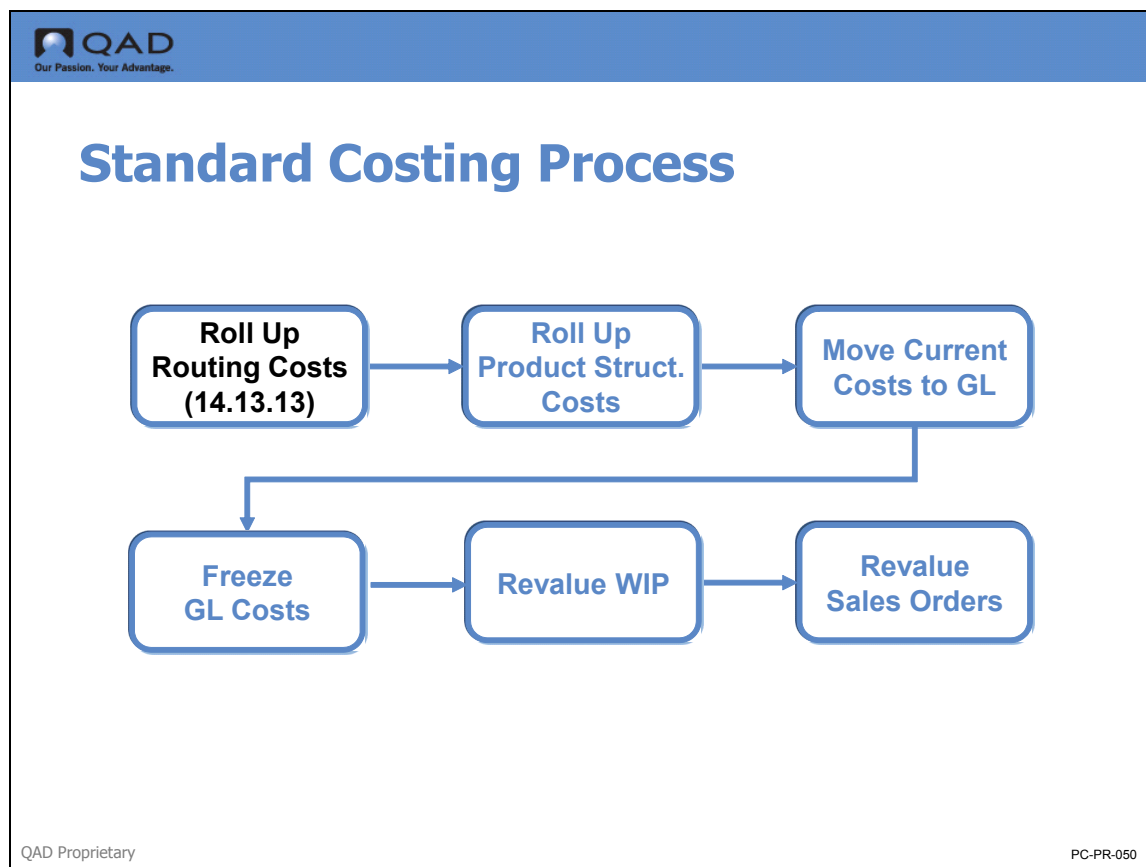 QAD
Our Passion. Your Advantage.
Standard Costing Process
Roll Up
Routing Costs
(14.13.13)
Roll Up
Product Struct.
Costs
Move Current
Costs to GL
Freeze
GL Costs
Revalue WIP
Revalue
Sales Orders
QAD Proprietary
PC-PR-050